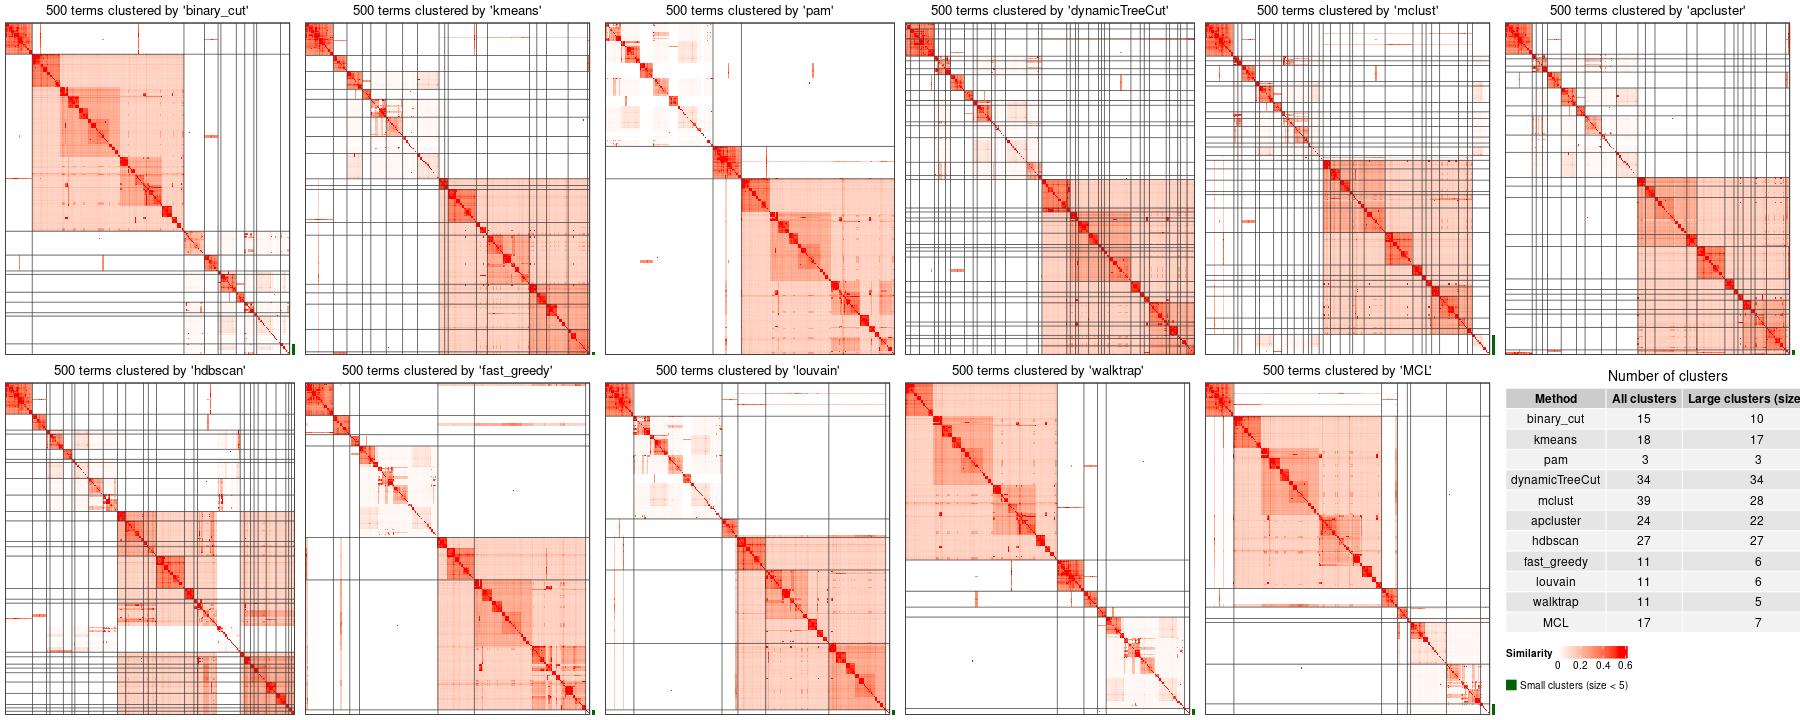 500 terms clustered by 'binary_cut'
500 terms clustered by 'kmeans'
500 terms clustered by 'pam'
500 terms clustered by 'dynamicTreeCut'
500 terms clustered by 'mclust'
500 terms clustered by 'apcluster'
500 terms clustered by 'hdbscan'
500 terms clustered by 'fast_greedy'
500 terms clustered by 'louvain'
500 terms clustered by 'walktrap'
500 terms clustered by 'MCL'
Number of clusters
Method All clusters Large clusters (size
binary_cut 15 10
kmeans 18 17
pam 3 3
dynamicTreeCut 34 34
mclust 39 28
apcluster 24 22
hdbscan 27 27
fast_greedy 11 6
louvain 11 6
walktrap 11 5
MCL 17 7
Similarity
0 0.2 0.4 0.6
Small clusters (size < 5)